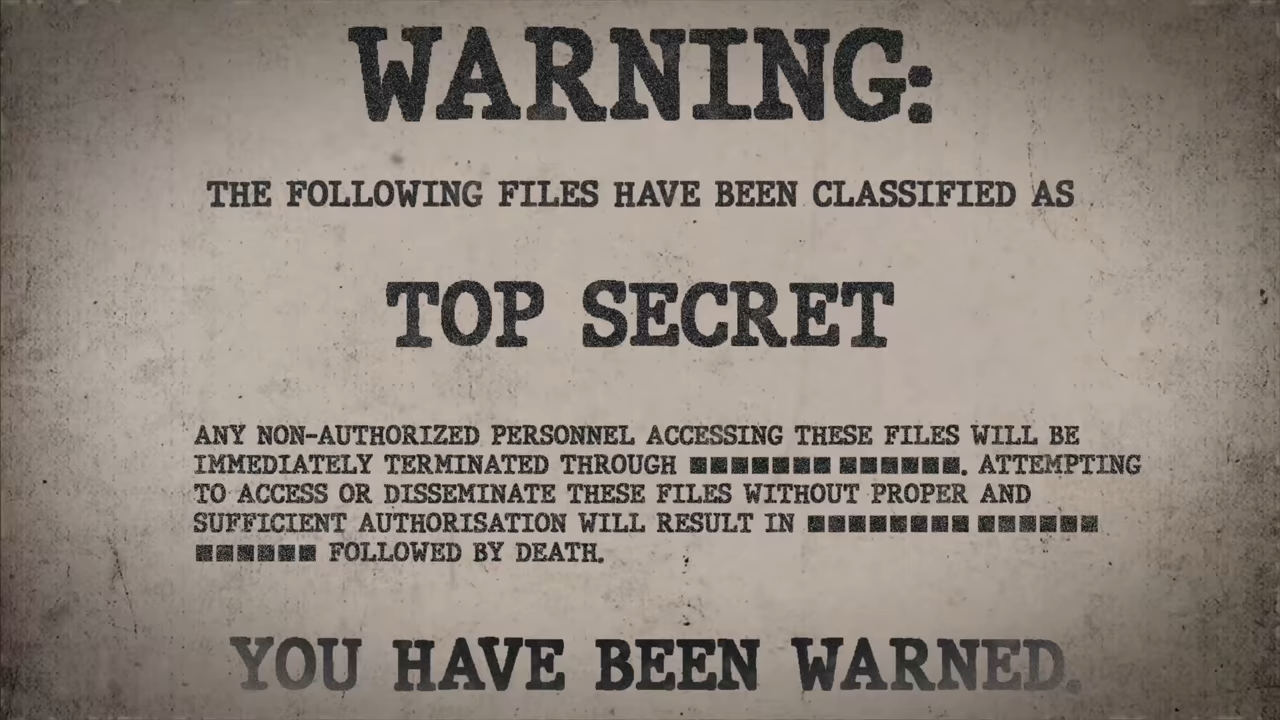 WARNING:
THE FOLLOWING FILES HAVE BEEN CLASSIFIED AS
TOP SECRET
ANY NON-AUTHORIZED PERSONNEL ACCESSING THESE FILES WILL BE
IMMEDIATELY TERMINATED THROUGH ■■■■■■■ ■■■■■■. ATTEMPTING
TO ACCESS OR DISSEMINATE THESE FILES WITHOUT PROPER AND
SUFFICIENT AUTHORISATION WILL RESULT IN ■■■■■■■■ ■■■■■■
■■■■■■ FOLLOWED BY DEATH.
YOU HAVE BEEN WARNED.